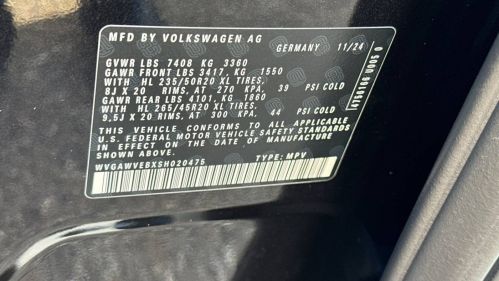 MFD BY VOLKSWAGEN AG
GERMANY 11/24
GVWR LBS 7408 KG 3360
GAWR FRONT LBS 3417, KG 1550
WITH HL 235/50R20 XL TIRES,
8J X 20 RIMS, AT 270 KPA, 39 PSI COLD
GAWR REAR LBS 4101, KG 1860
WITH HL 265/45R20 XL TIRES,
9,5J X 20 RIMS, AT 300 KPA, 44 PSI COLD
THIS VEHICLE CONFORMS TO ALL APPLICABLE
U.S. FEDERAL MOTOR VEHICLE SAFETY STANDARDS
IN EFFECT ON THE DATE OF MANUFACTURE
SHOWN ABOVE
WVGAWVEBXSH020475 TYPE: MPV